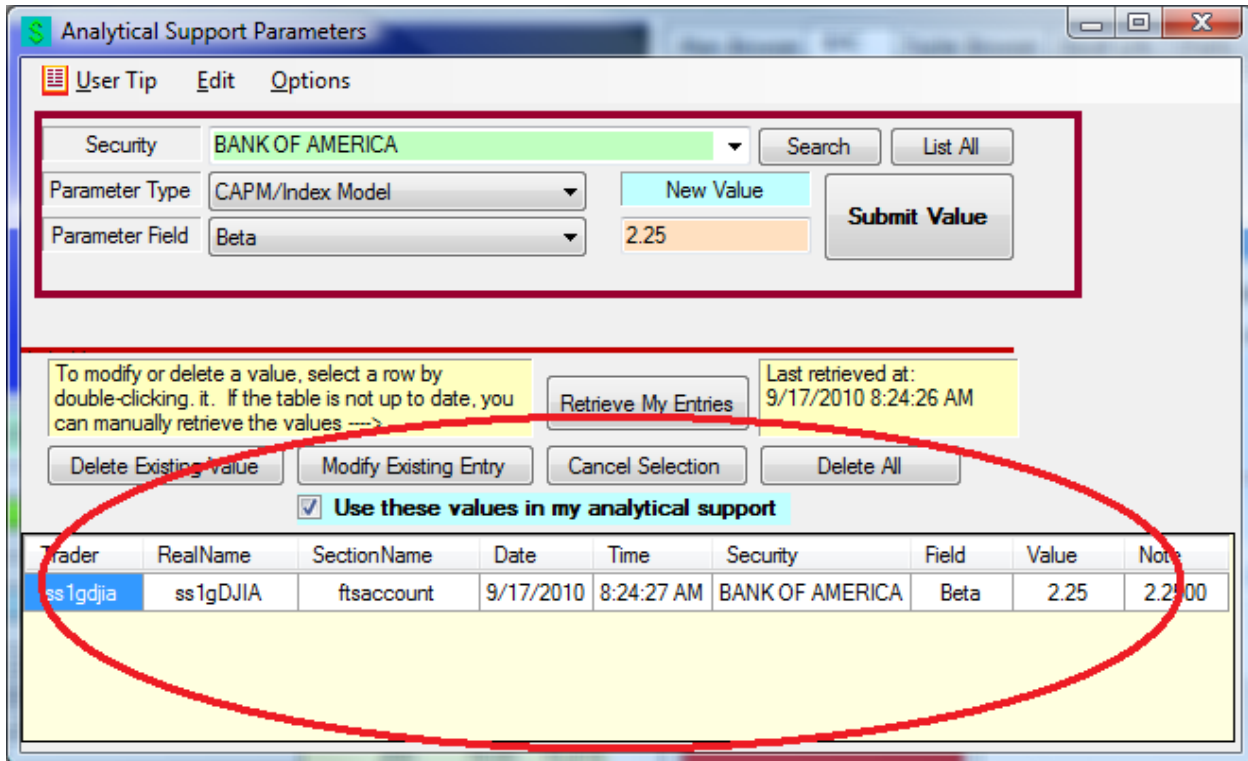 Analytical Support Parameters
User Tip Edit Options
Security BANK OF AMERICA Search List All
Parameter Type CAPM/Index Model New Value Submit Value
Parameter Field Beta 2.25
To modify or delete a value, select a row by
double-clicking. it. If the table is not up to date, you
can manually retrieve the values ---->
Retrieve My Entries
Last retrieved at:
9/17/2010 8:24:26 AM
Delete Existing Value Modify Existing Entry Cancel Selection Delete All
Use these values in my analytical support
Trader RealName SectionName Date Time Security Field Value Note
ss1gdjia ss1gDJIA ftsaccount 9/17/2010 8:24:27 AM BANK OF AMERICA Beta 2.25 2.2500